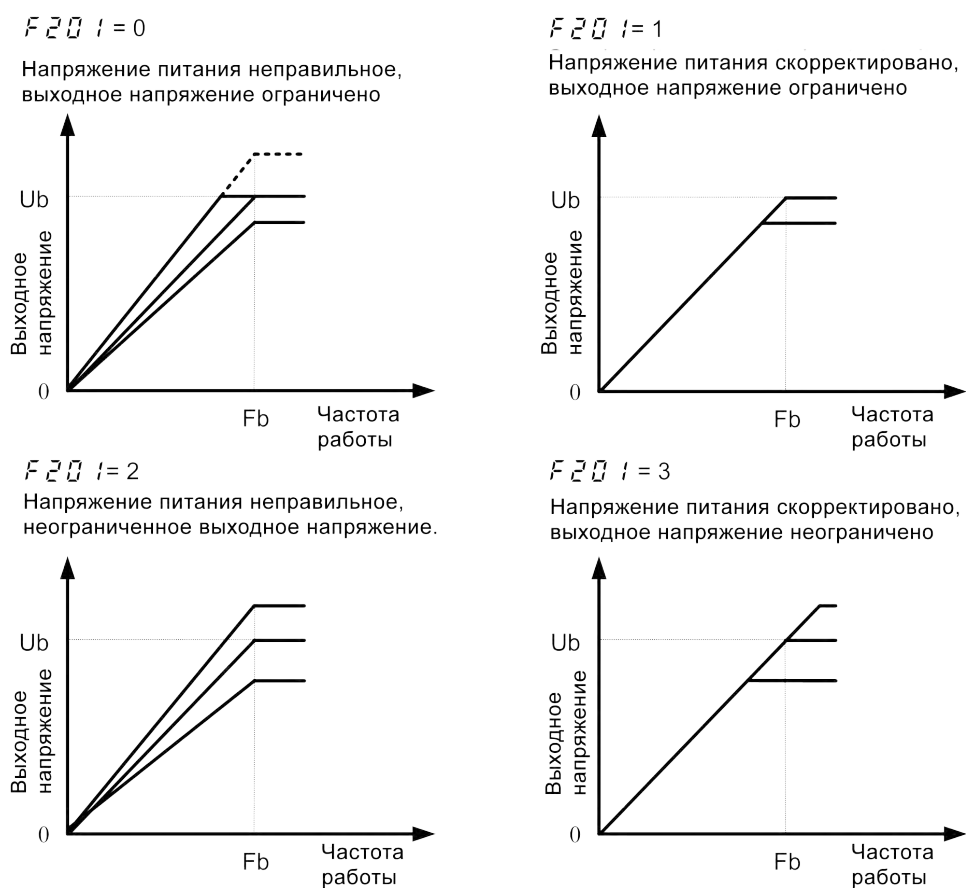 F201 = 0
Напряжение питания неправильное,
выходное напряжение ограничено
Ub
Выходное
напряжение
0
Fb
Частота
работы
F201 = 1
Напряжение питания скорректировано,
выходное напряжение ограничено
Ub
Выходное
напряжение
0
Fb
Частота
работы
F201 = 2
Напряжение питания неправильное,
неограниченное выходное напряжение.
Ub
Выходное
напряжение
0
Fb
Частота
работы
F201 = 3
Напряжение питания скорректировано,
выходное напряжение неограничено
Ub
Выходное
напряжение
0
Fb
Частота
работы